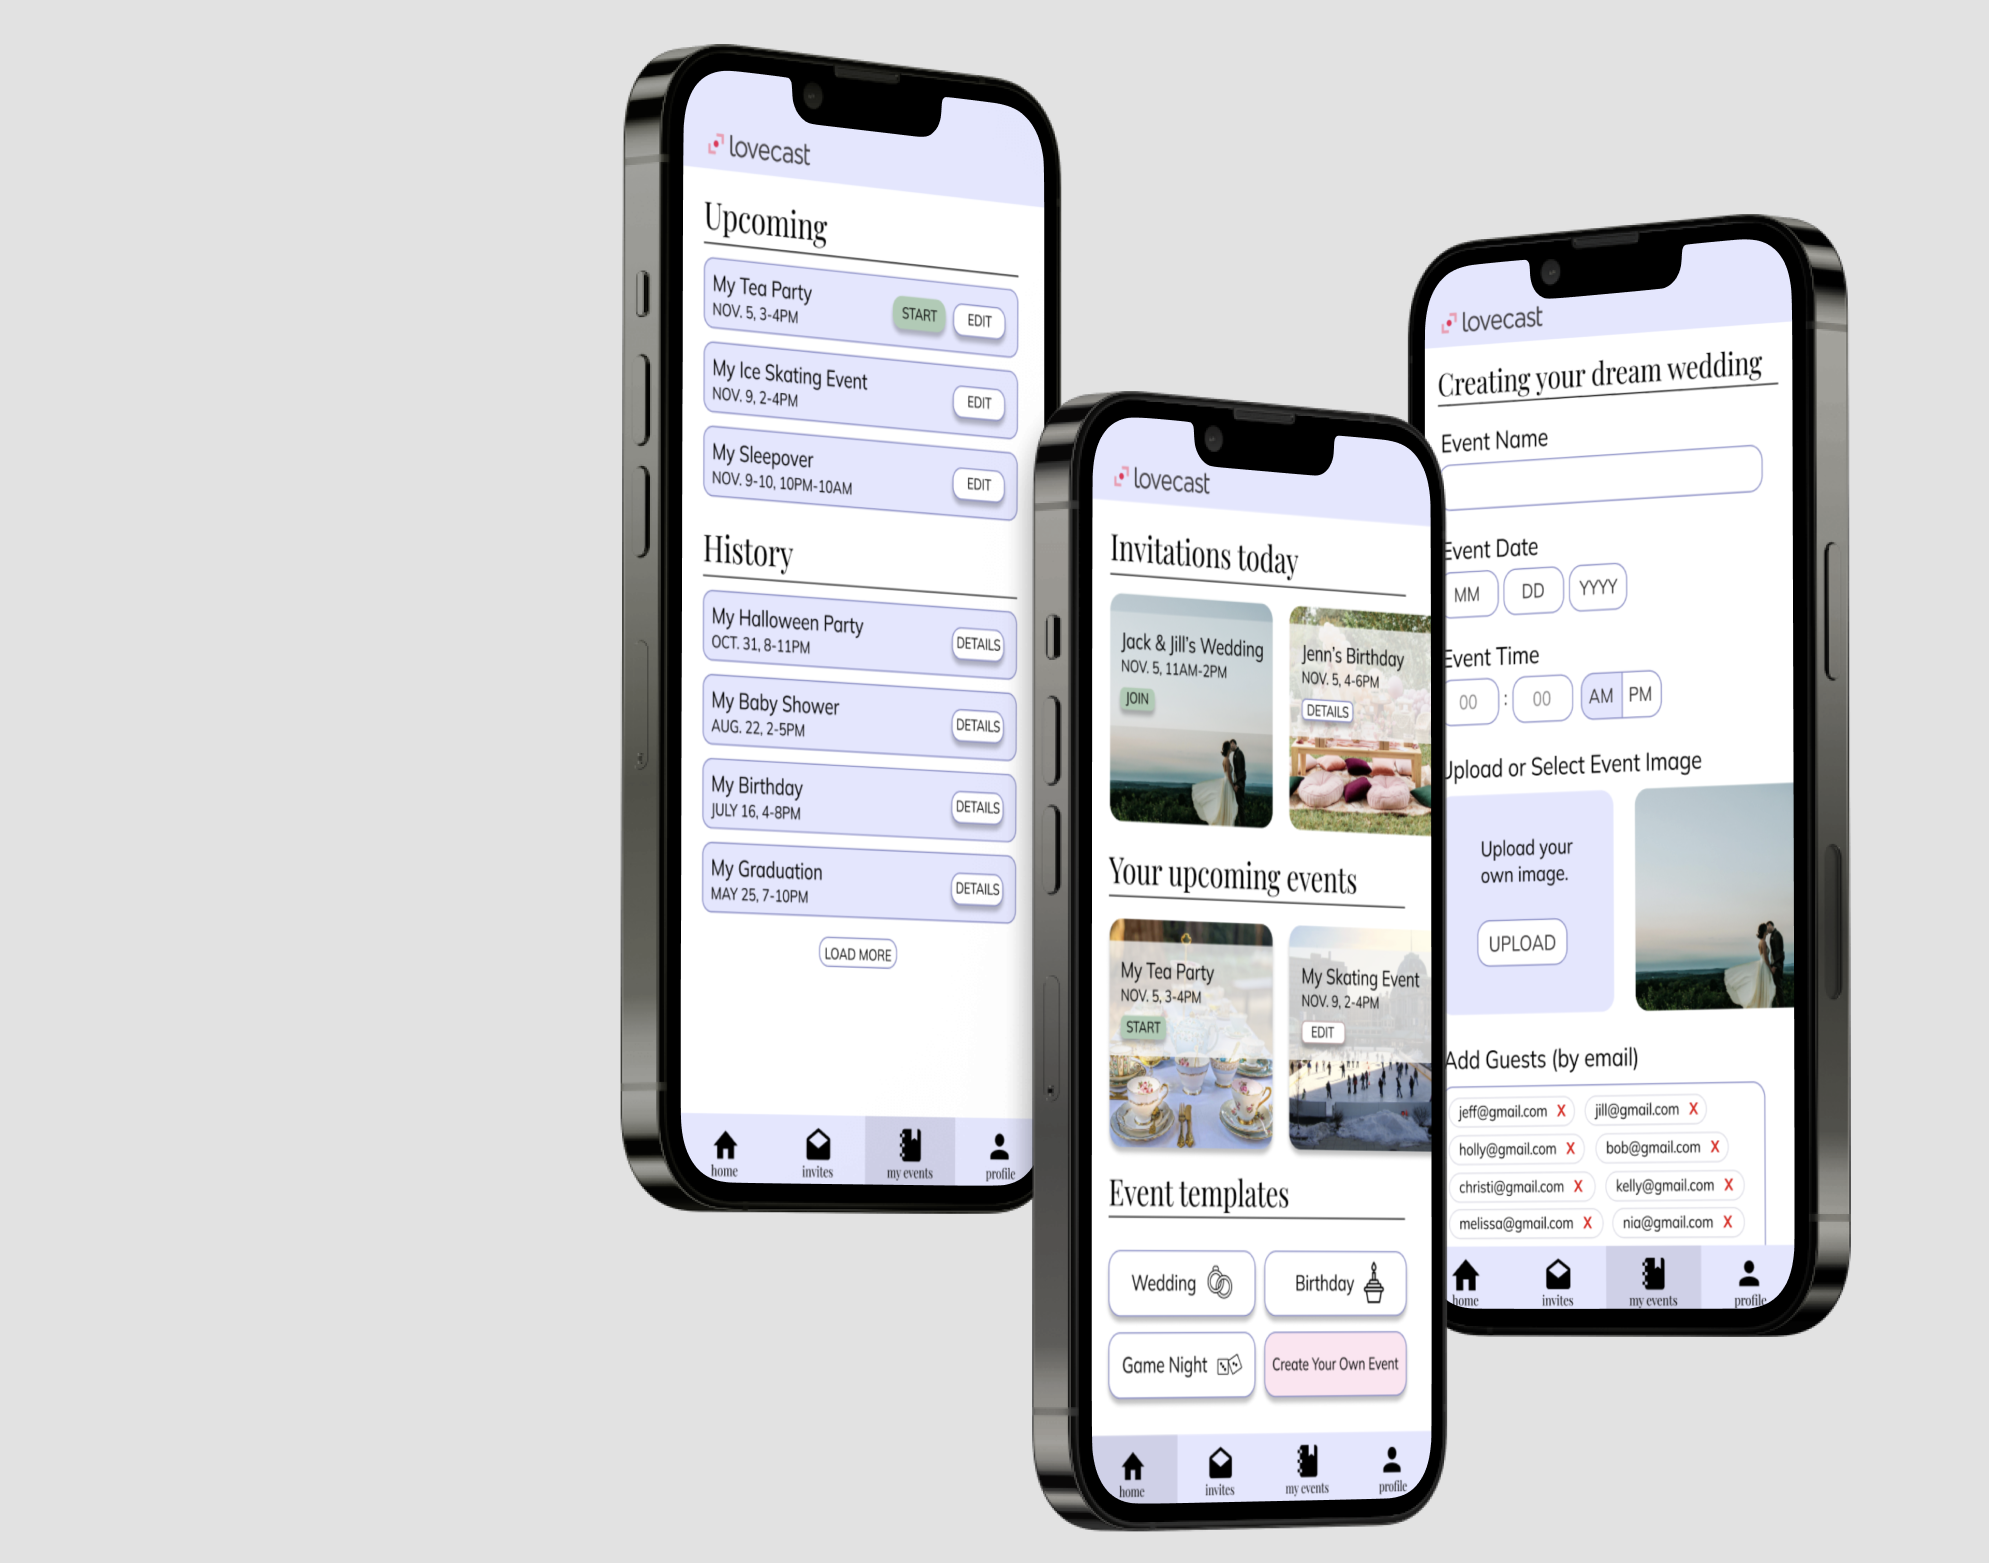 lovecast
Upcoming
My Tea Party
NOV. 5, 3-4PM
START
EDIT
My Ice Skating Event
NOV. 9, 2-4PM
EDIT
My Sleepover
NOV. 9-10, 10PM-10AM
EDIT
History
My Halloween Party
OCT. 31, 8-11PM
DETAILS
My Baby Shower
AUG. 22, 2-5PM
DETAILS
My Birthday
JULY 16, 4-8PM
DETAILS
My Graduation
MAY 25, 7-10PM
DETAILS
LOAD MORE
home
invites
my events
profile
lovecast
Invitations today
Jack & Jill's Wedding
NOV. 5, 11AM-2PM
JOIN
Jenn's Birthday
NOV. 5, 4-6PM
DETAILS
Your upcoming events
My Tea Party
NOV. 5, 3-4PM
START
My Skating Event
NOV. 9, 2-4PM
EDIT
Event templates
Wedding
Birthday
Game Night
Create Your Own Event
home
invites
my events
profile
lovecast
Creating your dream wedding
Event Name
Event Date
MM
DD
YYYY
Event Time
00 : 00
AM
PM
Upload or Select Event Image
Upload your
own image.
UPLOAD
Add Guests (by email)
jeff@gmail.com X
jill@gmail.com X
holly@gmail.com X
bob@gmail.com X
christi@gmail.com X
kelly@gmail.com X
melissa@gmail.com X
nia@gmail.com X
home
invites
my events
profile